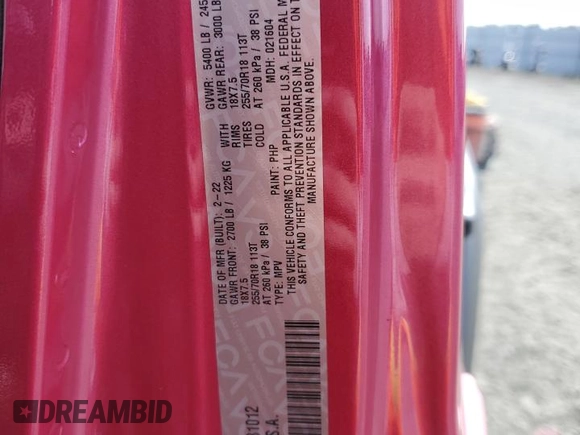 DATE OF MFR (BUILT): 2-22 GVWR: 5400 LB / 245
GAWR FRONT: 2700 LB / 1225 KG WITH GAWR REAR: 3000 LB
18X7.5 RIMS 18X7.5
255/70R18 113T TIRES 255/70R18 113T
AT 260 kPa / 38 PSI COLD AT 260 kPa / 38 PSI
TYPE: MPV PAINT: PHP MDH: 021604
THIS VEHICLE CONFORMS TO ALL APPLICABLE U.S.A. FEDERAL M
SAFETY AND THEFT PREVENTION STANDARDS IN EFFECT ON T
MANUFACTURE SHOWN ABOVE.
31012
S.A.
FCA
DREAMBID